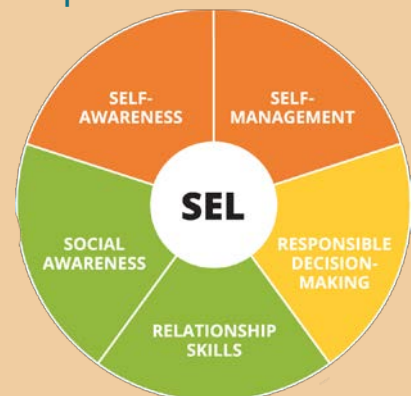 SELF-
AWARENESS
SELF-
MANAGEMENT
SEL
SOCIAL
AWARENESS
RESPONSIBLE
DECISION-
MAKING
RELATIONSHIP
SKILLS